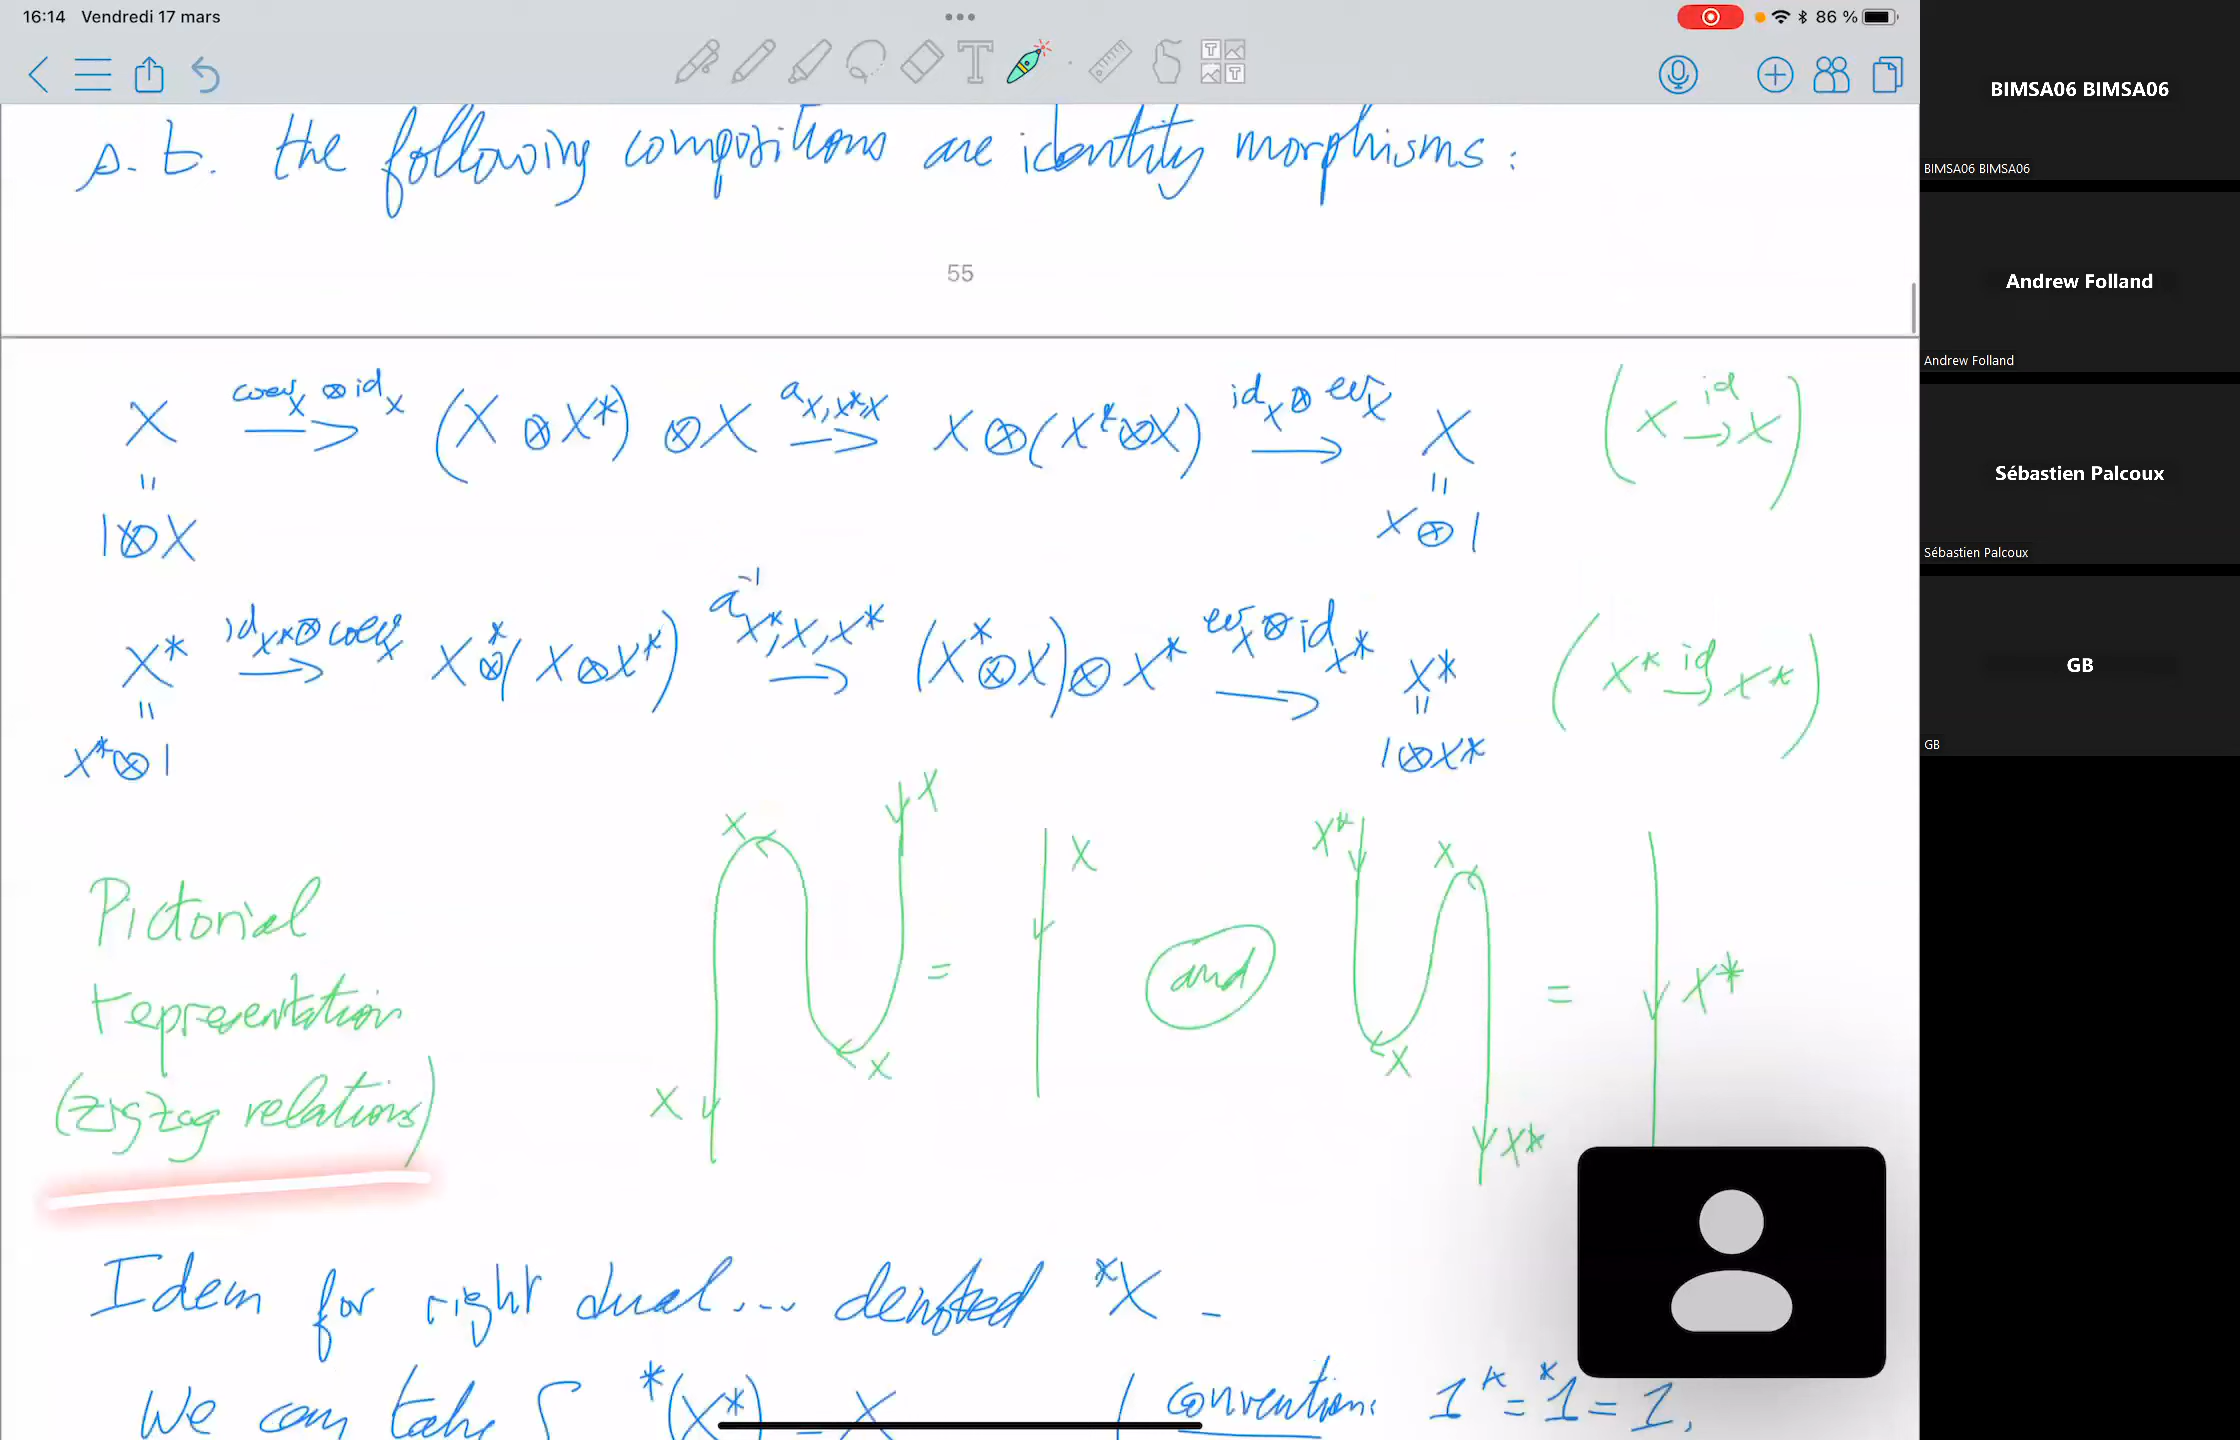 16:14 Vendredi 17 mars
86 %
s.t. the following compositions are identity morphisms:
55
X →^{coev_X ⊗ id_X} (X ⊗ X*) ⊗ X →^{a_{X,X*,X}} X ⊗ (X* ⊗ X) →^{id_X ⊗ ev_X} X (X →^{id} X)
= =
1⊗X X⊗1
X* →^{id_{X*} ⊗ coev_X} X* ⊗ (X ⊗ X*) →^{a^{-1}_{X*,X,X*}} (X* ⊗ X) ⊗ X* →^{ev_X ⊗ id_{X*}} X* (X* →^{id} X*)
= =
X*⊗1 1⊗X*
Pictorial
representation
(zigzag relations)
X X X X = X and X* X X X* = X*
Idem for right dual... denoted *X -
We can take { *(X*) = X ( convention: 1* = *1 = 1.
BIMSA06 BIMSA06
BIMSA06 BIMSA06
Andrew Folland
Andrew Folland
Sébastien Palcoux
Sébastien Palcoux
GB
GB